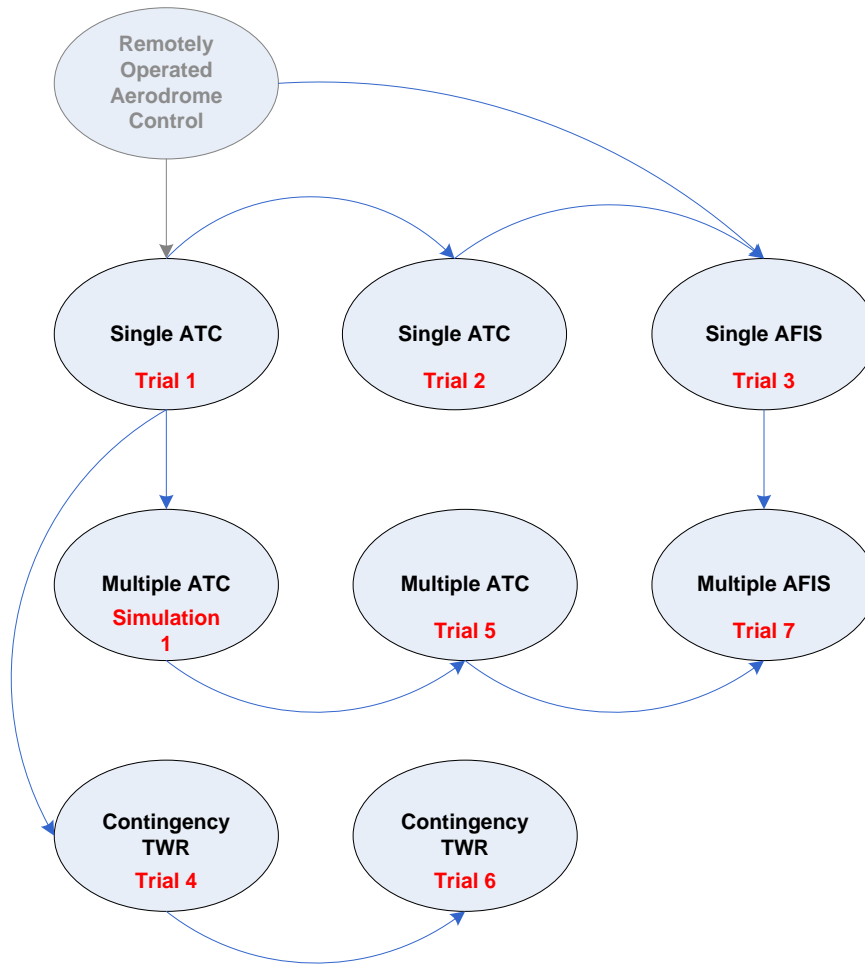 Remotely
Operated
Aerodrome
Control
Single ATC
Trial 1
Single ATC
Trial 2
Single AFIS
Trial 3
Multiple ATC
Simulation
1
Multiple ATC
Trial 5
Multiple AFIS
Trial 7
Contingency
TWR
Trial 4
Contingency
TWR
Trial 6